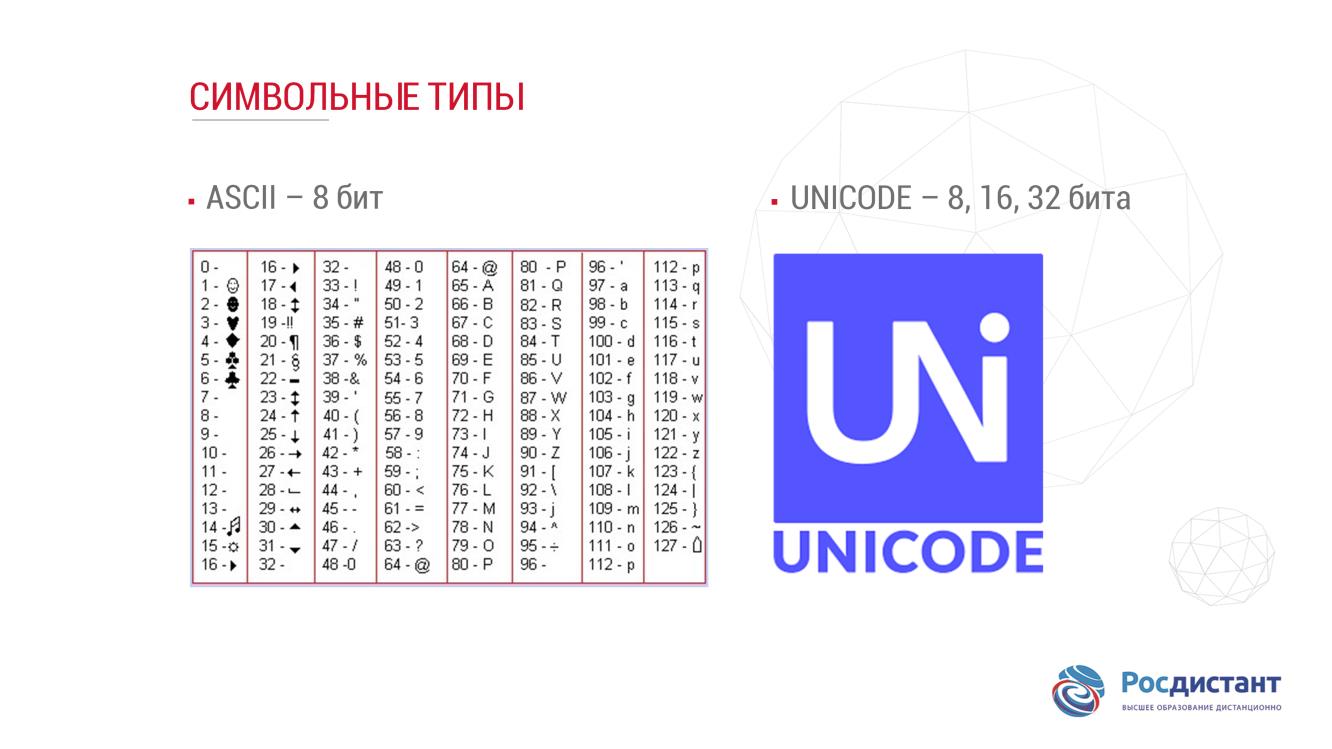 СИМВОЛЬНЫЕ ТИПЫ
▪ ASCII – 8 бит
▪ UNICODE – 8, 16, 32 бита
0 - 16 - ► 32 - 48 - 0 64 - @ 80 - P 96 - ' 112 - p
1 - ☺ 17 - ◄ 33 - ! 49 - 1 65 - A 81 - Q 97 - a 113 - q
2 - ☻ 18 - ↕ 34 - " 50 - 2 66 - B 82 - R 98 - b 114 - r
3 - ♥ 19 -!! 35 - # 51- 3 67 - C 83 - S 99 - c 115 - s
4 - ♦ 20 - ¶ 36 - $ 52 - 4 68 - D 84 - T 100 - d 116 - t
5 - ♣ 21 - § 37 - % 53 - 5 69 - E 85 - U 101 - e 117 - u
6 - ♠ 22 - ▬ 38 -& 54 - 6 70 - F 86 - V 102 - f 118 - v
7 - 23 - ↕ 39 - ' 55 - 7 71 - G 87 - W 103 - g 119 - w
8 - 24 - ↑ 40 - ( 56 - 8 72 - H 88 - X 104 - h 120 - x
9 - 25 - ↓ 41 - ) 57 - 9 73 - I 89 - Y 105 - i 121 - y
10 - 26 - → 42 - * 58 - : 74 - J 90 - Z 106 - j 122 - z
11 - 27 - ← 43 - + 59 - ; 75 - K 91 - [ 107 - k 123 - {
12 - 28 - ∟ 44 - , 60 - < 76 - L 92 - \ 108 - l 124 - |
13 - 29 - ↔ 45 - - 61 - = 77 - M 93 - j 109 - m 125 - }
14 - ♫ 30 - ▲ 46 - . 62 -> 78 - N 94 - ^ 110 - n 126 - ~
15 - ☼ 31 - ▼ 47 - / 63 - ? 79 - O 95 - ÷ 111 - o 127 - ⌂
16 - ► 32 - 48 -0 64 - @ 80 - P 96 - 112 - p
UNi
UNICODE
Росдистант
ВЫСШЕЕ ОБРАЗОВАНИЕ ДИСТАНЦИОННО